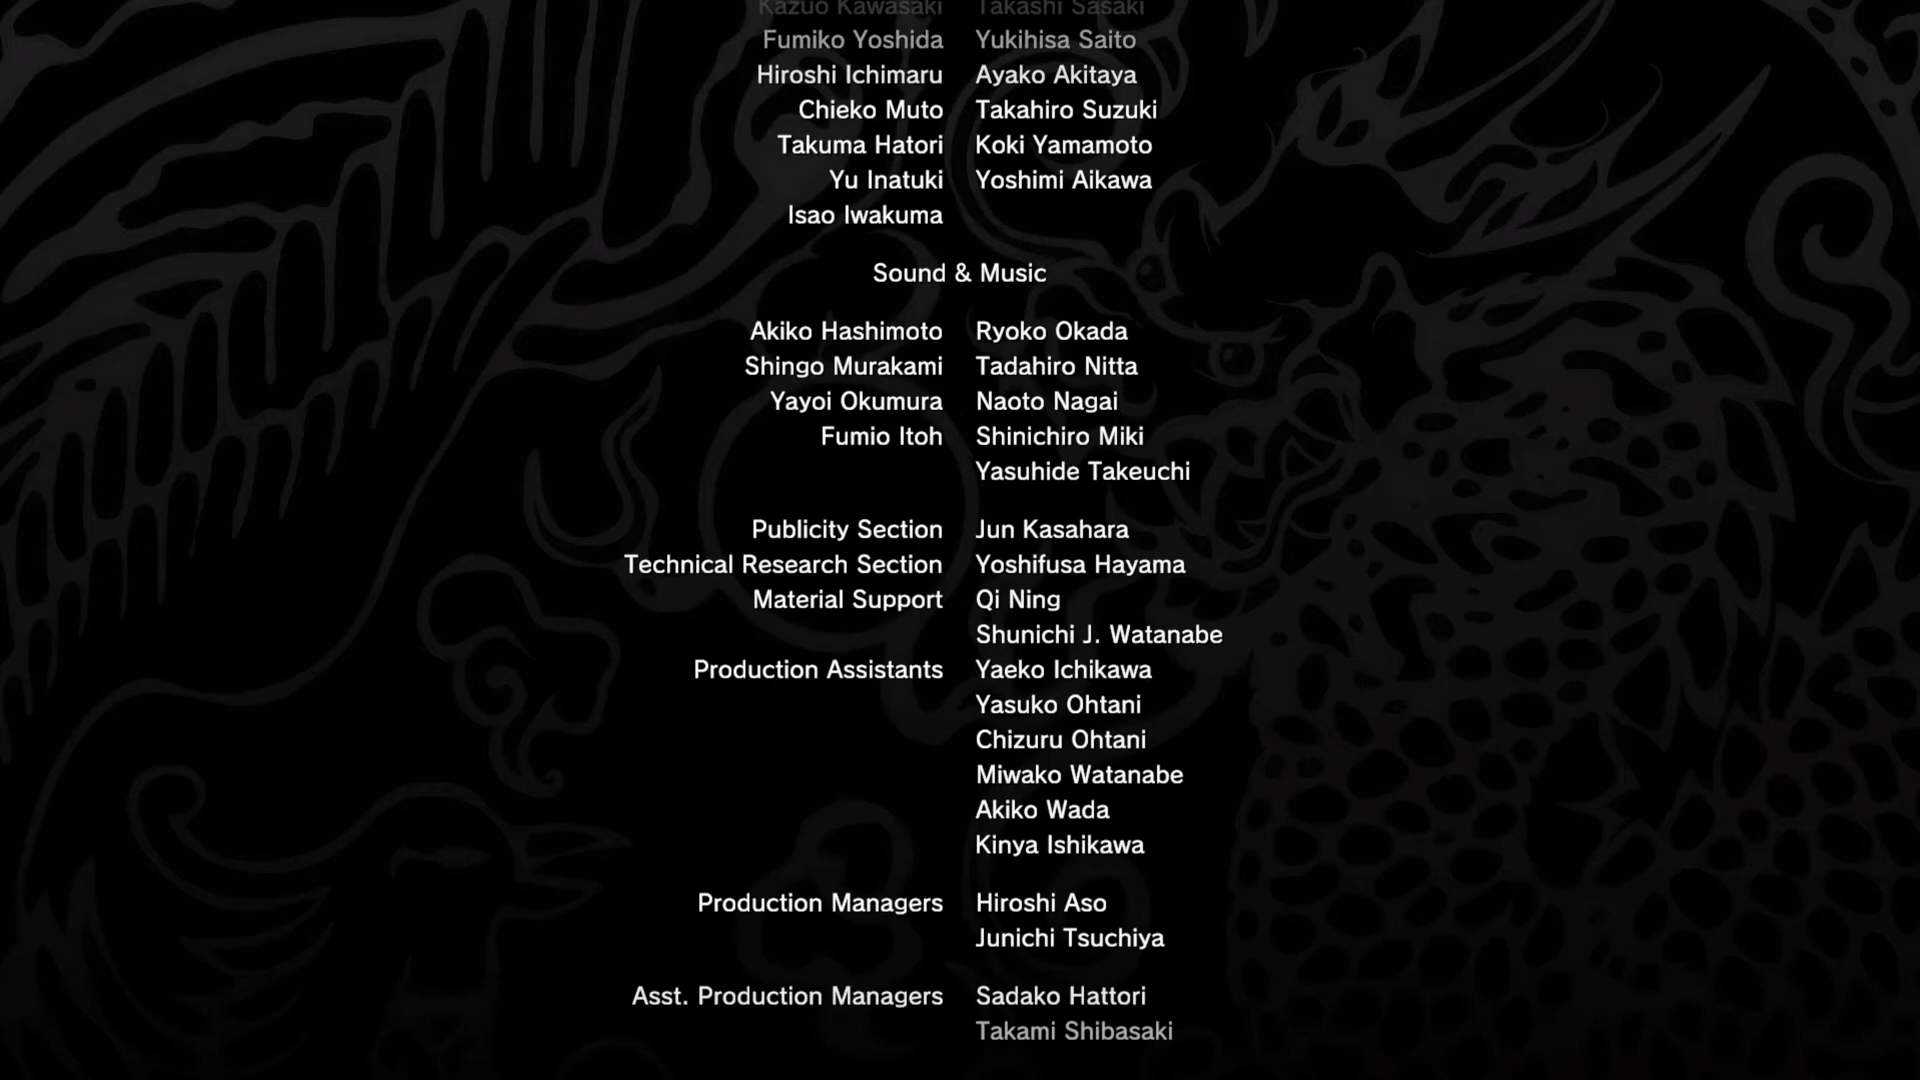 Kazuo Kawasaki Takashi Sasaki
Fumiko Yoshida Yukihisa Saito
Hiroshi Ichimaru Ayako Akitaya
Chieko Muto Takahiro Suzuki
Takuma Hatori Koki Yamamoto
Yu Inatuki Yoshimi Aikawa
Isao Iwakuma
Sound & Music
Akiko Hashimoto Ryoko Okada
Shingo Murakami Tadahiro Nitta
Yayoi Okumura Naoto Nagai
Fumio Itoh Shinichiro Miki
Yasuhide Takeuchi
Publicity Section Jun Kasahara
Technical Research Section Yoshifusa Hayama
Material Support Qi Ning
Shunichi J. Watanabe
Production Assistants Yaeko Ichikawa
Yasuko Ohtani
Chizuru Ohtani
Miwako Watanabe
Akiko Wada
Kinya Ishikawa
Production Managers Hiroshi Aso
Junichi Tsuchiya
Asst. Production Managers Sadako Hattori
Takami Shibasaki